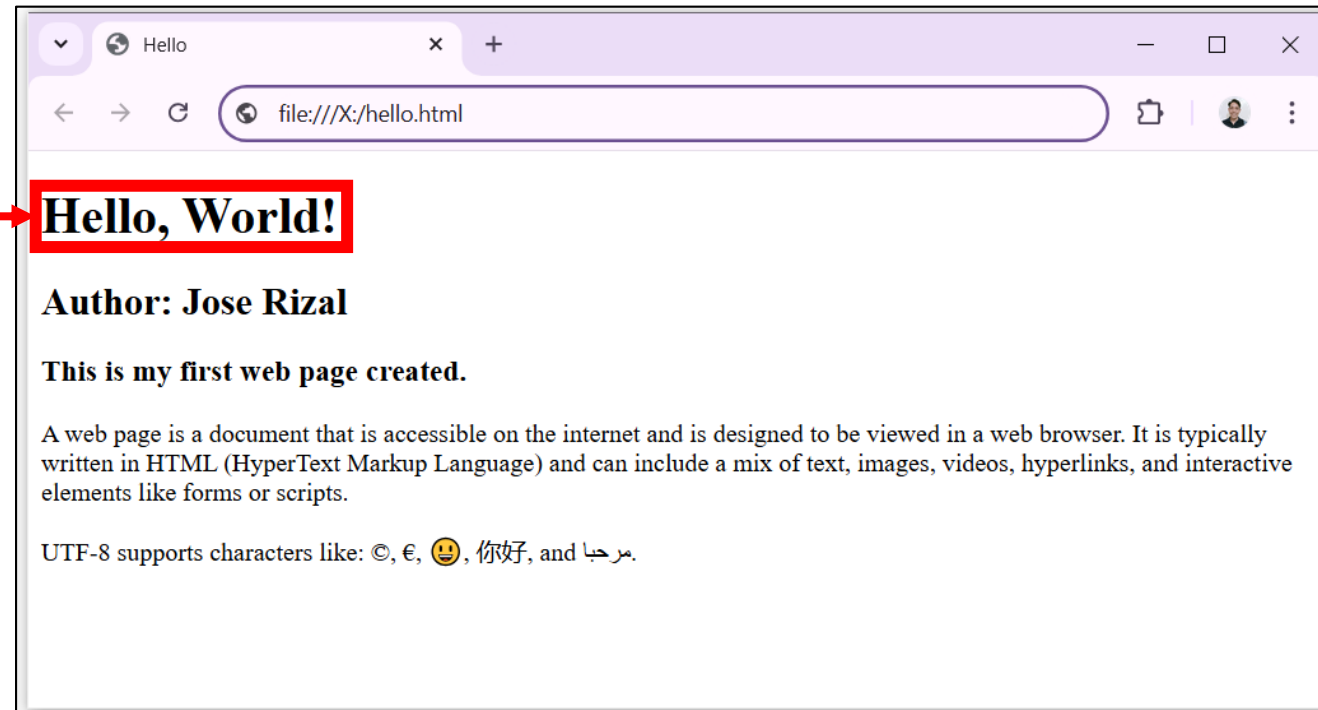 Hello
file:///X:/hello.html
Hello, World!
Author: Jose Rizal
This is my first web page created.
A web page is a document that is accessible on the internet and is designed to be viewed in a web browser. It is typically
written in HTML (HyperText Markup Language) and can include a mix of text, images, videos, hyperlinks, and interactive
elements like forms or scripts.
UTF-8 supports characters like: ©, €, 😃, 你好, and مرحبا.